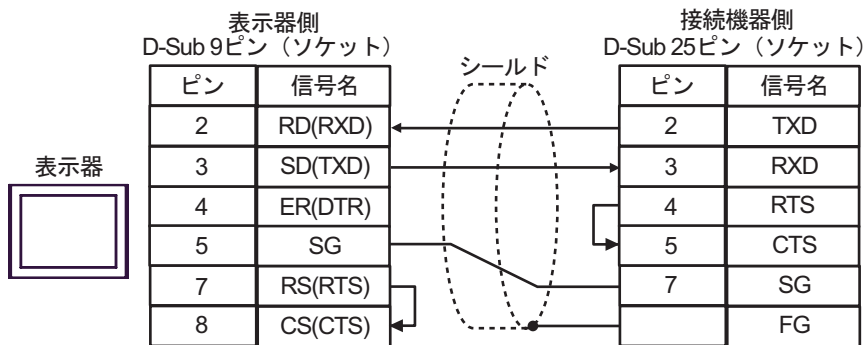 表示器側
D-Sub 9ピン（ソケット）
接続機器側
D-Sub 25ピン（ソケット）
シールド
ピン 信号名
ピン 信号名
2 RD(RXD)
2 TXD
表示器
3 SD(TXD)
3 RXD
4 ER(DTR)
4 RTS
5 SG
5 CTS
7 RS(RTS)
7 SG
8 CS(CTS)
FG